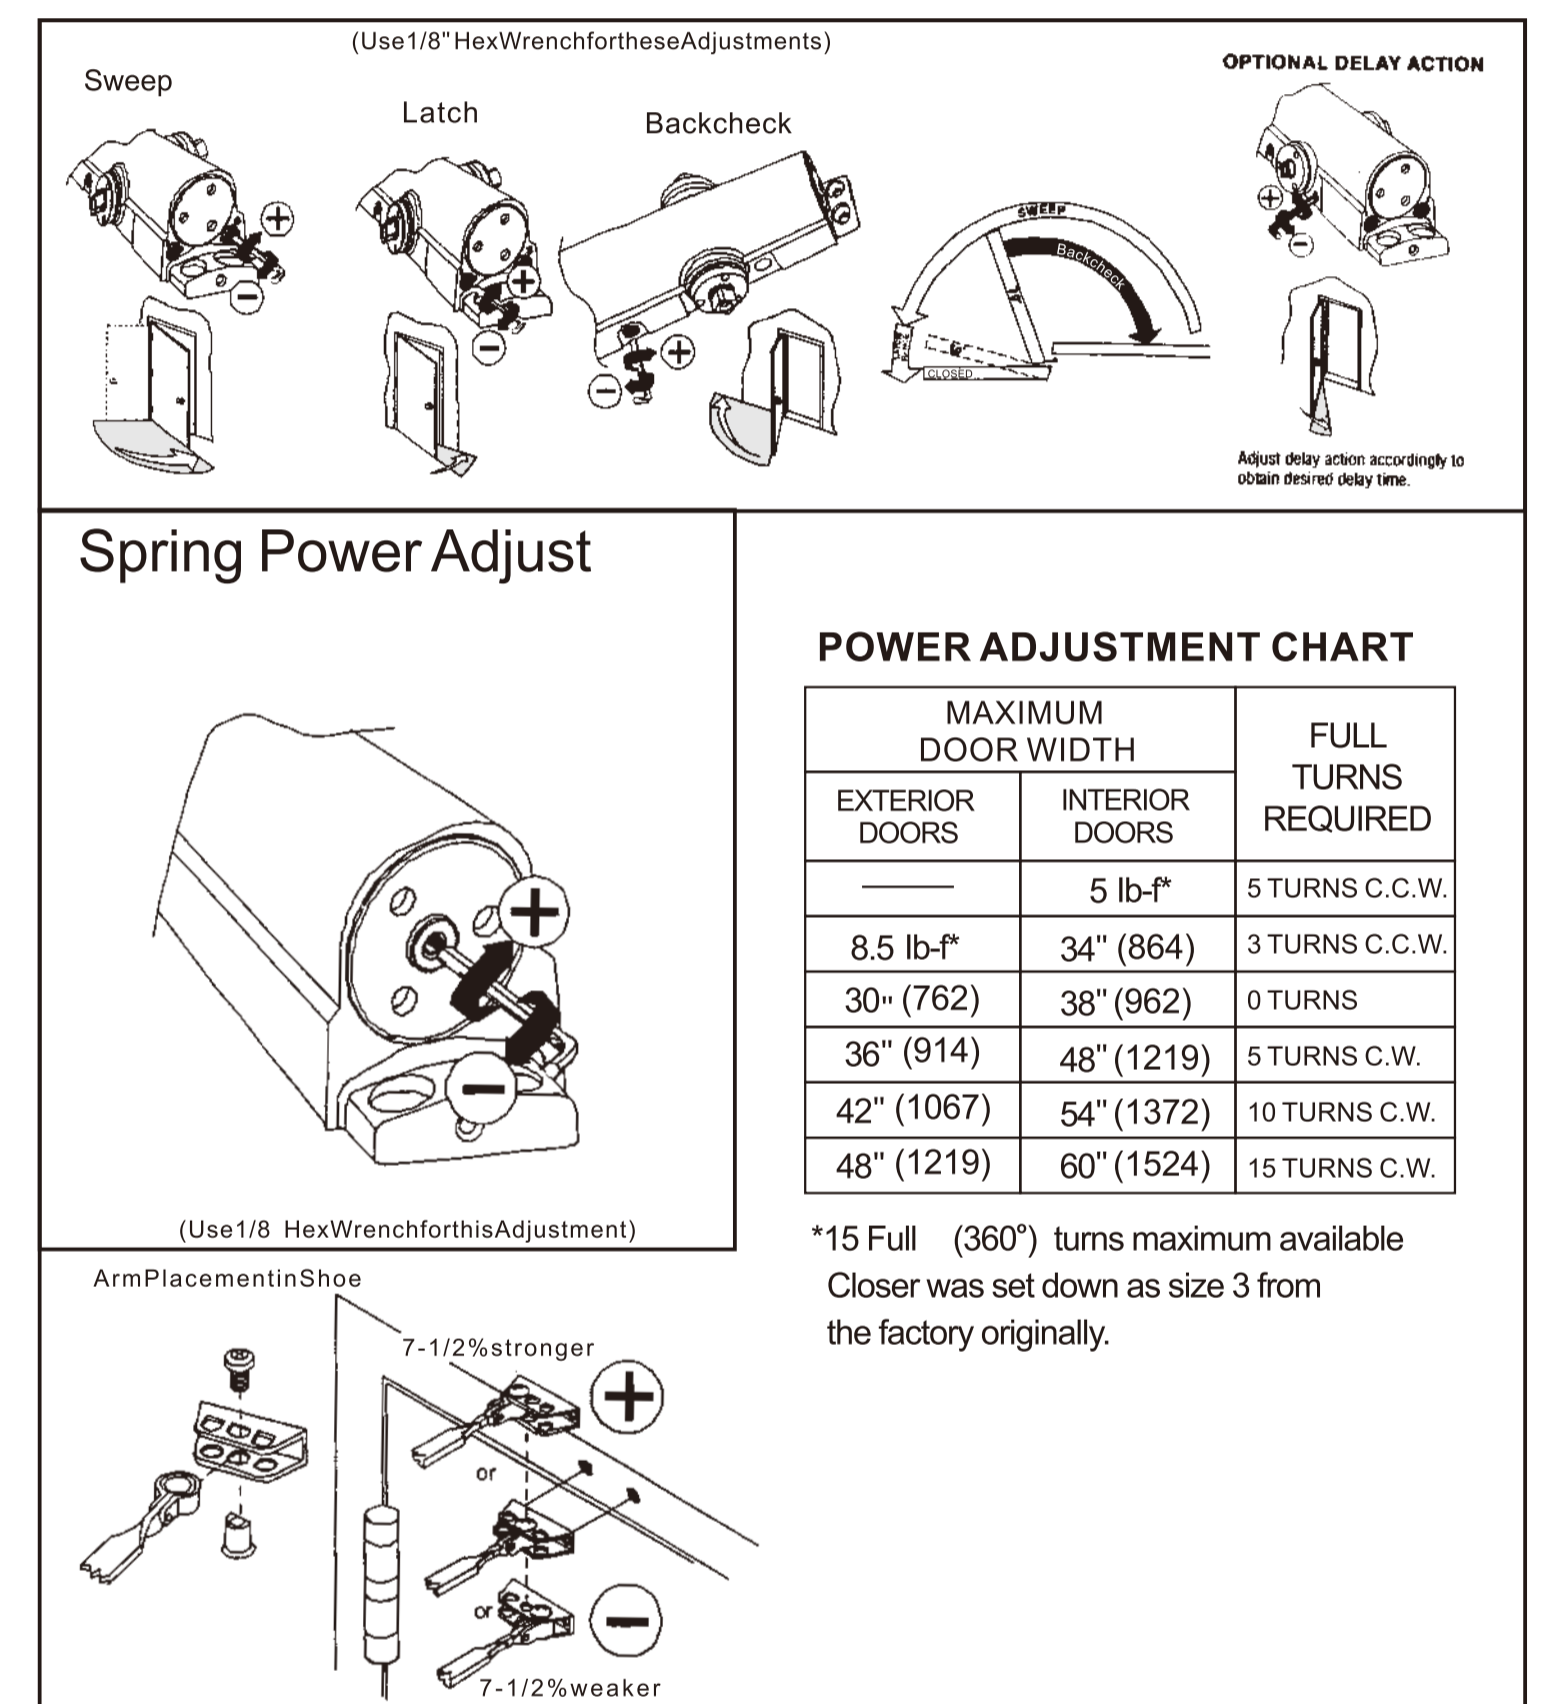 (Use1/8"HexWrenchfortheseAdjustments)
Sweep
Latch
Backcheck
OPTIONAL DELAY ACTION
+
−
+
−
+
−
SWEEP
Backcheck
CLOSED
+
−
Adjust delay action accordingly to
obtain desired delay time.
Spring Power Adjust
+
−
(Use1/8 HexWrenchforthisAdjustment)
POWER ADJUSTMENT CHART
MAXIMUM
DOOR WIDTH
FULL
TURNS
REQUIRED
EXTERIOR
DOORS
INTERIOR
DOORS
—— 5 lb-f* 5 TURNS C.C.W.
8.5 lb-f* 34" (864) 3 TURNS C.C.W.
30" (762) 38" (962) 0 TURNS
36" (914) 48" (1219) 5 TURNS C.W.
42" (1067) 54" (1372) 10 TURNS C.W.
48" (1219) 60" (1524) 15 TURNS C.W.
*15 Full (360°) turns maximum available
Closer was set down as size 3 from
the factory originally.
ArmPlacementinShoe
7-1/2%stronger
+
or
or
−
7-1/2%weaker